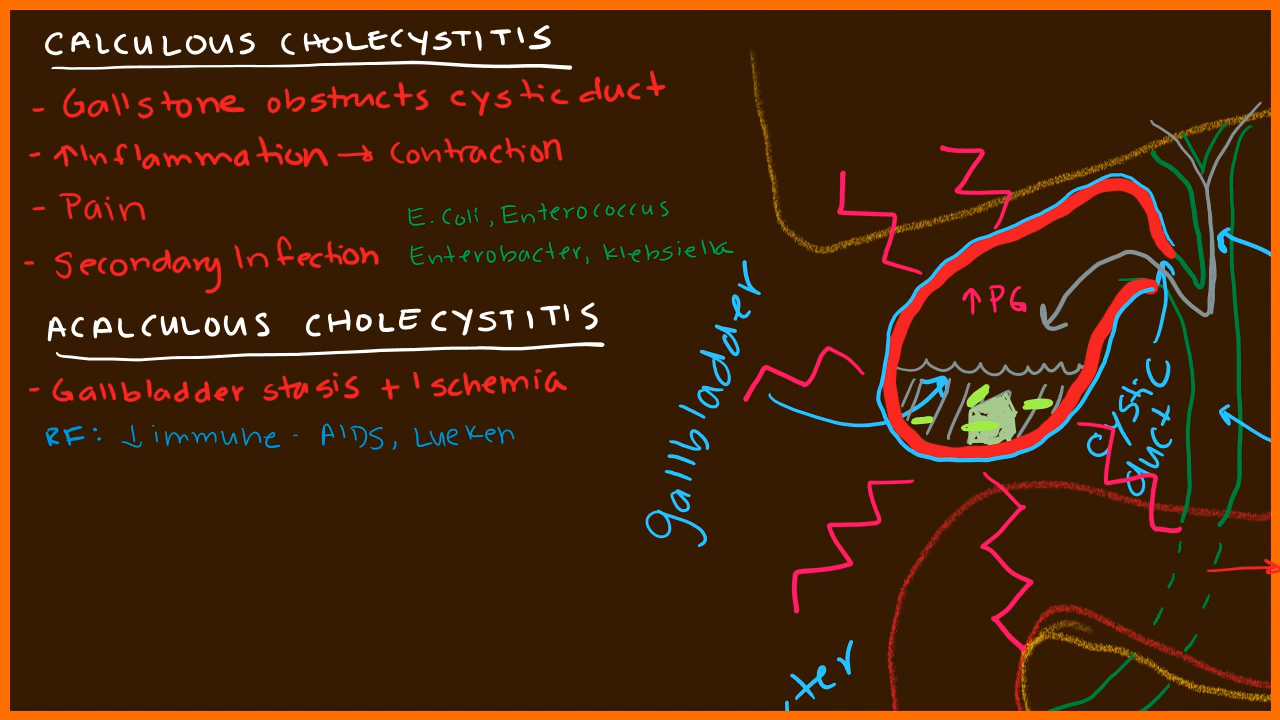 CALCULOUS CHOLECYSTITIS
- Gallstone obstructs cystic duct
- ↑Inflammation → Contraction
- Pain
- Secondary Infection
E. Coli, Enterococcus
Enterobacter, Klebsiella
ACALCULOUS CHOLECYSTITIS
- Gallbladder stasis + Ischemia
RF: ↓ immune - AIDS, Lueken
gallbladder
↑ PG
cystic
duct
ter